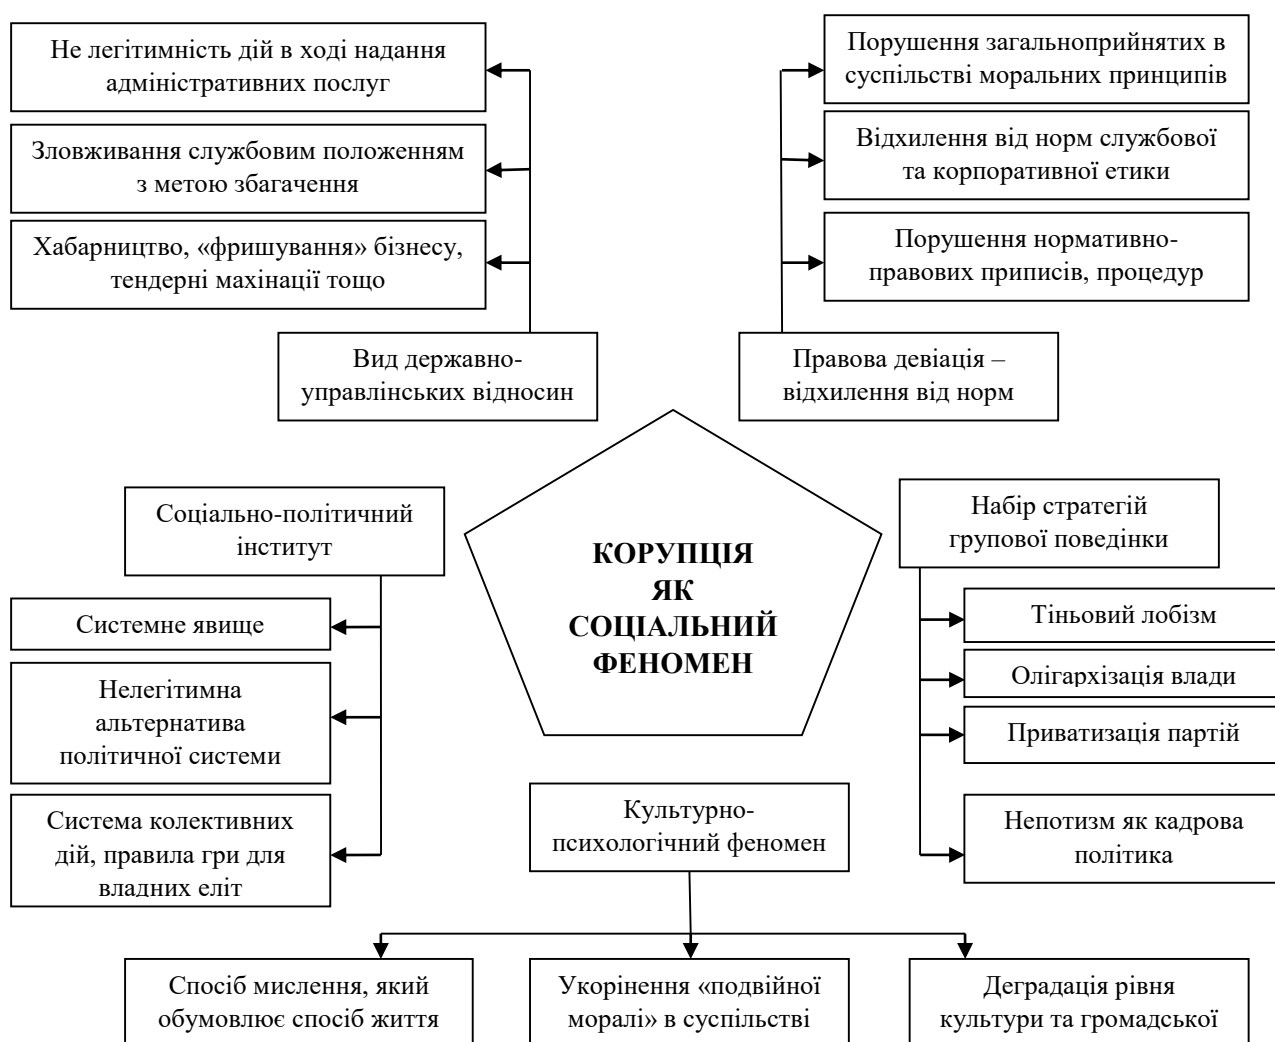 Не легітимність дій в ході надання
адміністративних послуг
Зловживання службовим положенням
з метою збагачення
Хабарництво, «фришування» бізнесу,
тендерні махінації тощо
Вид державно-
управлінських відносин
Порушення загальноприйнятих в
суспільстві моральних принципів
Відхилення від норм службової
та корпоративної етики
Порушення нормативно-
правових приписів, процедур
Правова девіація –
відхилення від норм
Соціально-політичний
інститут
Системне явище
Нелегітимна
альтернатива
політичної системи
Система колективних
дій, правила гри для
владних еліт
КОРУПЦІЯ
ЯК
СОЦІАЛЬНИЙ
ФЕНОМЕН
Набір стратегій
групової поведінки
Тіньовий лобізм
Олігархізація влади
Приватизація партій
Непотизм як кадрова
політика
Культурно-
психологічний феномен
Спосіб мислення, який
обумовлює спосіб життя
Укорінення «подвійної
моралі» в суспільстві
Деградація рівня
культури та громадської